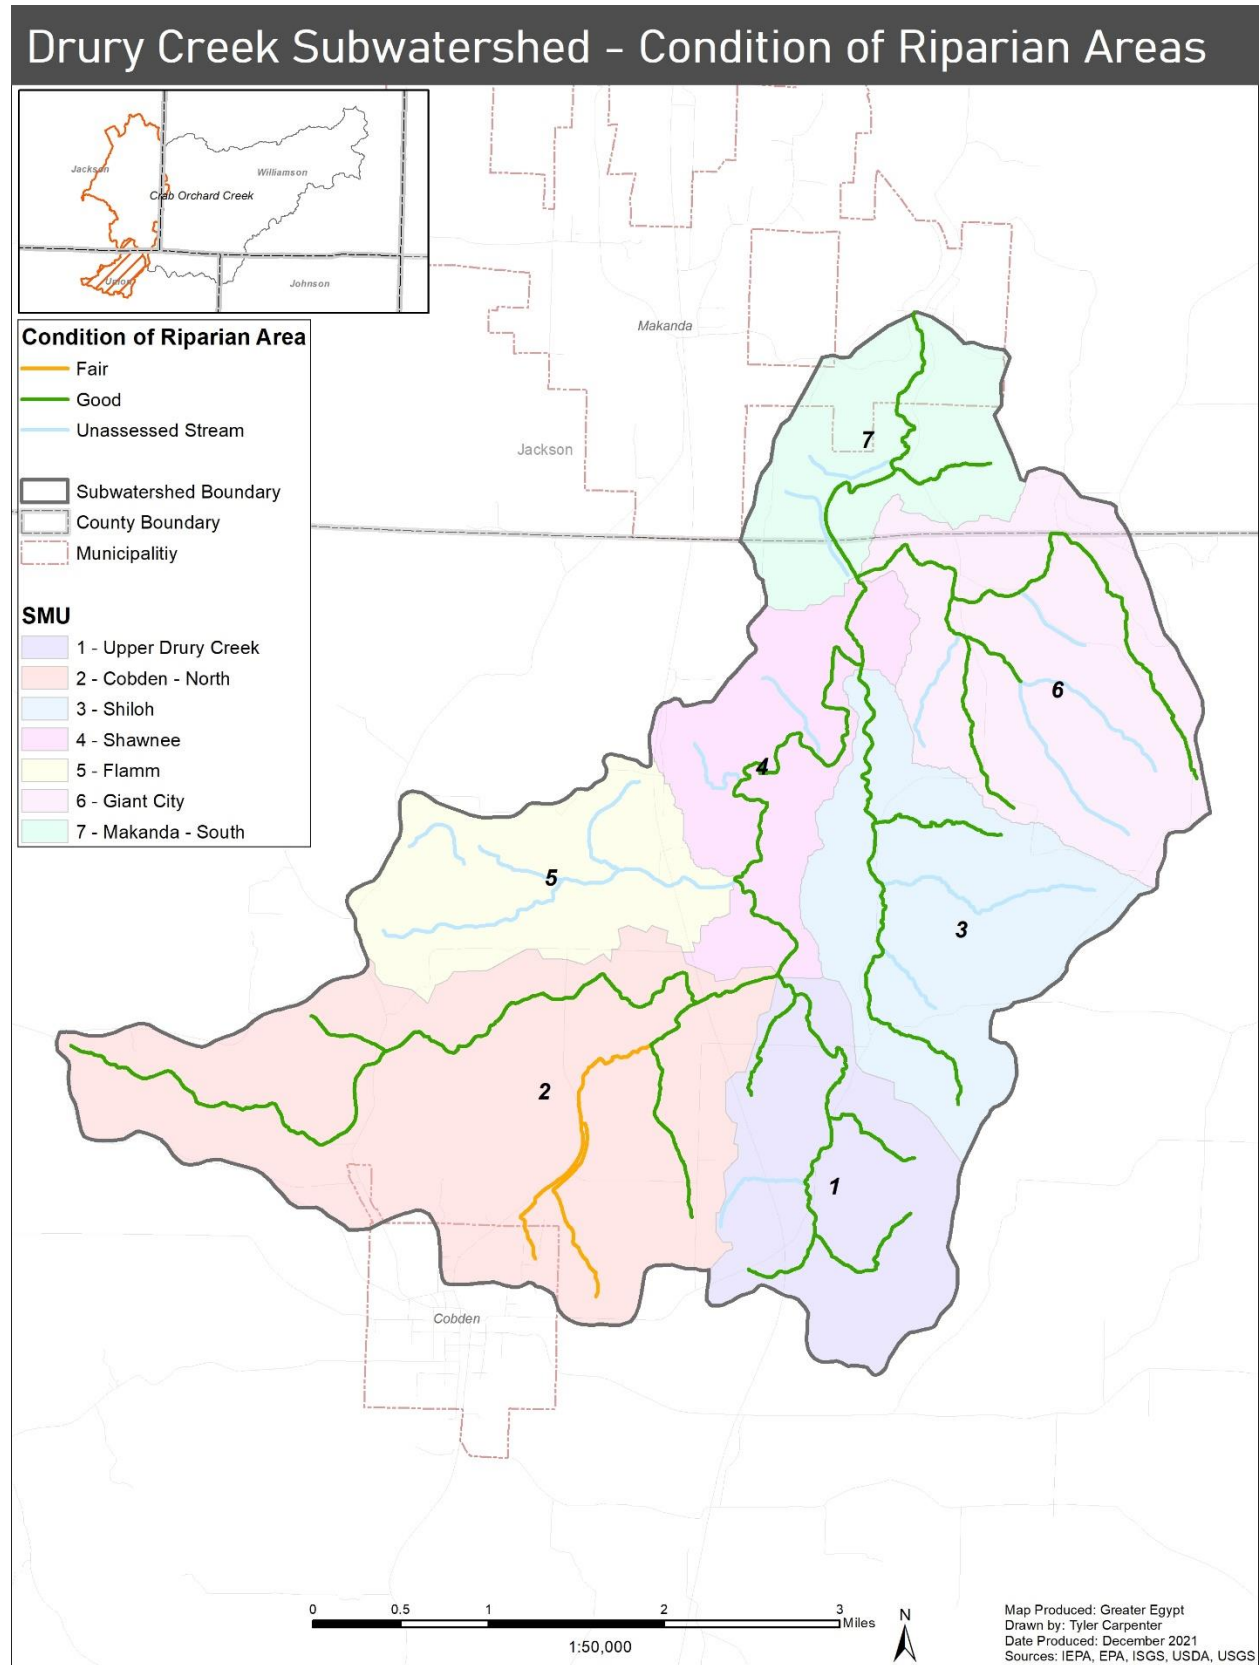 Drury Creek Subwatershed - Condition of Riparian Areas
Jackson
Williamson
Crab Orchard Creek
Union
Johnson
Condition of Riparian Area
Fair
Good
Unassessed Stream
Subwatershed Boundary
County Boundary
Municipalitiy
SMU
1 - Upper Drury Creek
2 - Cobden - North
3 - Shiloh
4 - Shawnee
5 - Flamm
6 - Giant City
7 - Makanda - South
Makanda
Jackson
7
6
4
5
3
2
1
Cobden
0 0.5 1 2 3
Miles
1:50,000
N
Map Produced: Greater Egypt
Drawn by: Tyler Carpenter
Date Produced: December 2021
Sources: IEPA, EPA, ISGS, USDA, USGS